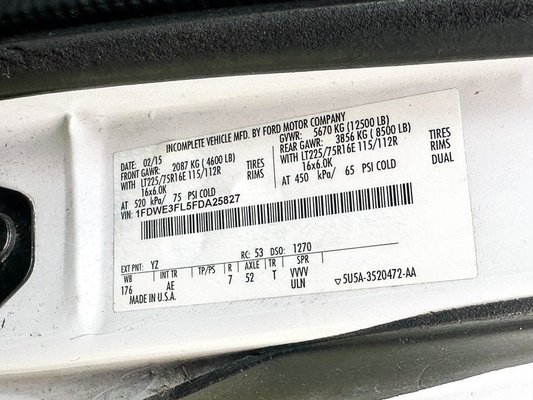 INCOMPLETE VEHICLE MFD. BY FORD MOTOR COMPANY
DATE: 02/15 GVWR: 5670 KG (12500 LB)
FRONT GAWR: 2087 KG (4600 LB) REAR GAWR: 3856 KG (8500 LB)
WITH LT225/75R16E 115/112R TIRES WITH LT225/75R16E 115/112R TIRES
16x6.0K RIMS 16x6.0K RIMS
AT 520 kPa/ 75 PSI COLD AT 450 kPa/ 65 PSI COLD DUAL
VIN: 1FDWE3FL5FDA25827
EXT PNT: YZ RC: 53 DSO: 1270
WB INT TR TP/PS R AXLE TR SPR
176 AE 7 52 T VVVV
MADE IN U.S.A. ULN ▽5U5A-3520472-AA